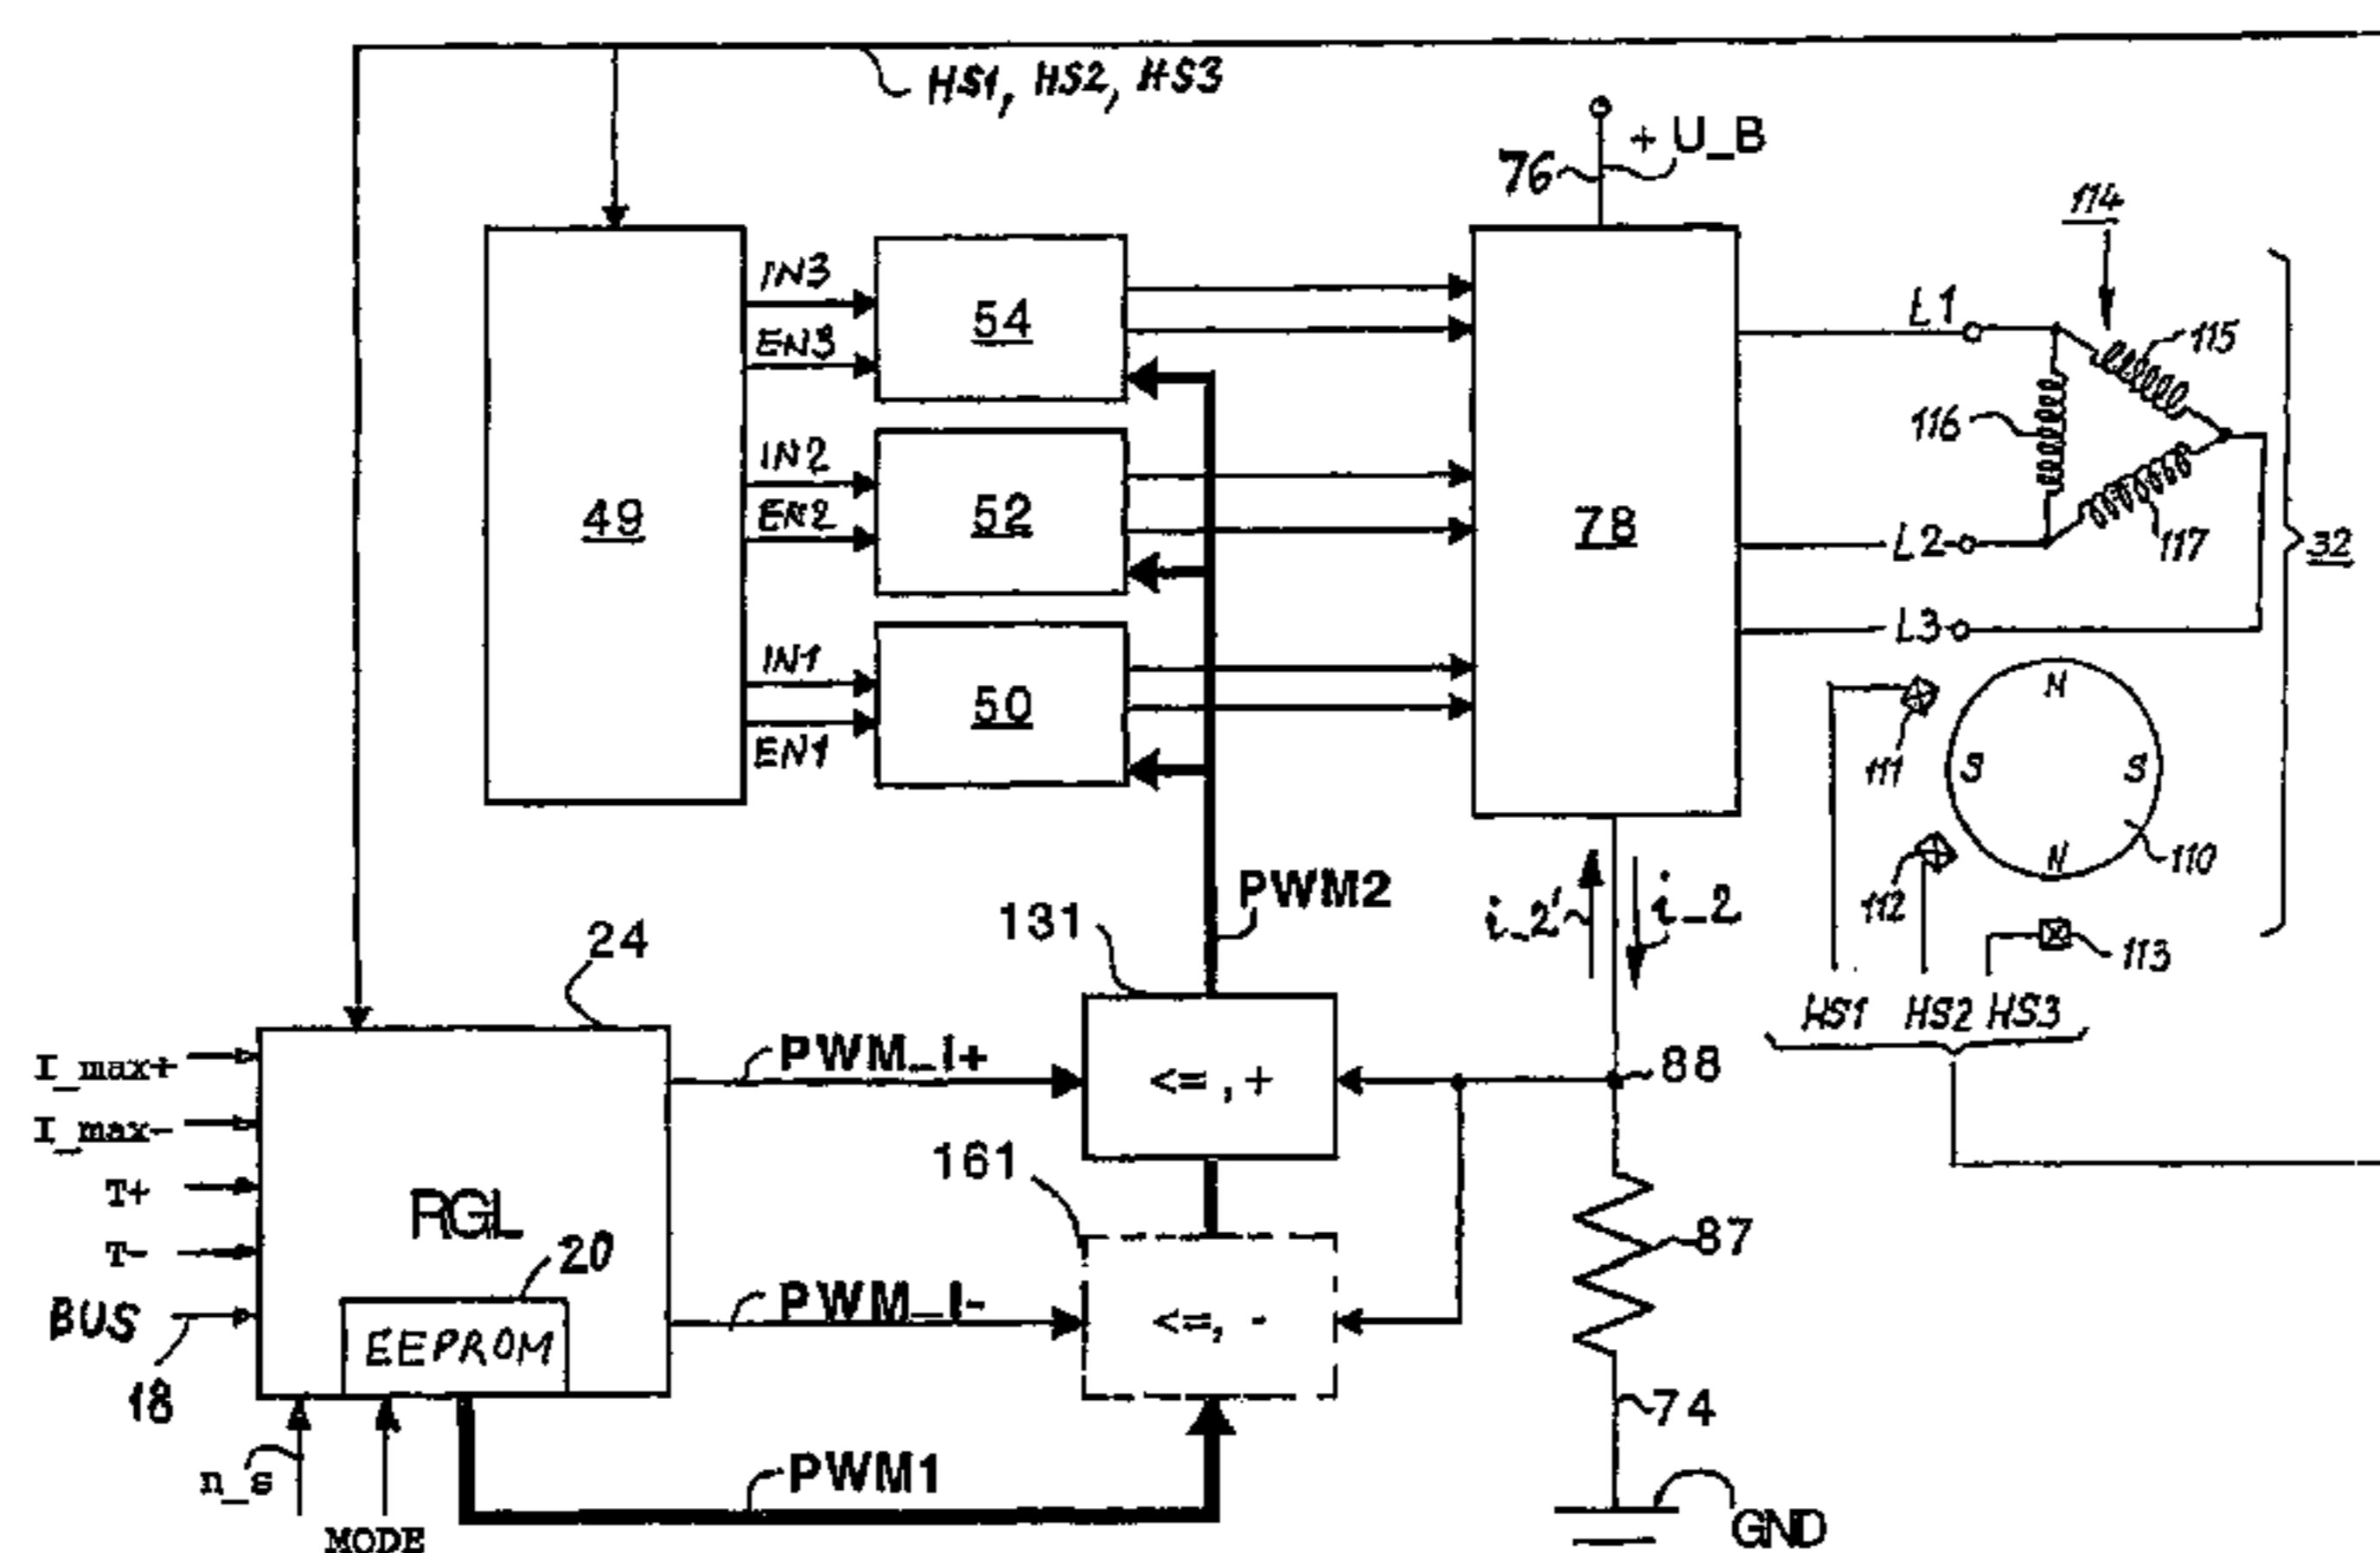 HS1, HS2, HS3
76
+ U_B
114
IN3
EN3
54
L1
115
116
IN2
EN2
49
52
78
L2
117
32
IN1
EN1
50
L3
N
S
S
N
111
110
112
113
PWM2
i_2'
i_2
131
24
HS1
HS2
HS3
I_max+
I_max-
T+
T-
BUS
18
RGL
20
EEPROM
PWM_I+
<=, +
88
161
PWM_I-
<=, -
87
74
n_s
MODE
PWM1
GND